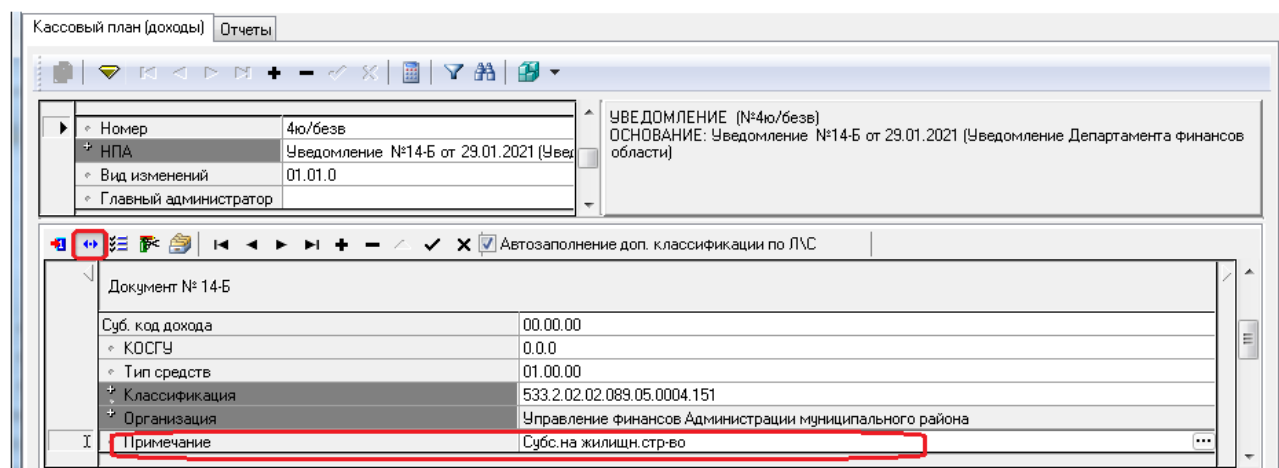 Кассовый план (доходы) Отчеты
Номер 4ю/безв
НПА Уведомление №14-Б от 29.01.2021 (Увед
Вид изменений 01.01.0
Главный администратор
УВЕДОМЛЕНИЕ (№4ю/безв)
ОСНОВАНИЕ: Уведомление №14-Б от 29.01.2021 (Уведомление Департамента финансов
области)
Автозаполнение доп. классификации по Л\С
Документ № 14-Б
Суб. код дохода 00.00.00
КОСГУ 0.0.0
Тип средств 01.00.00
Классификация 533.2.02.02.089.05.0004.151
Организация Управление финансов Администрации муниципального района
Примечание Субс.на жилищн.стр-во